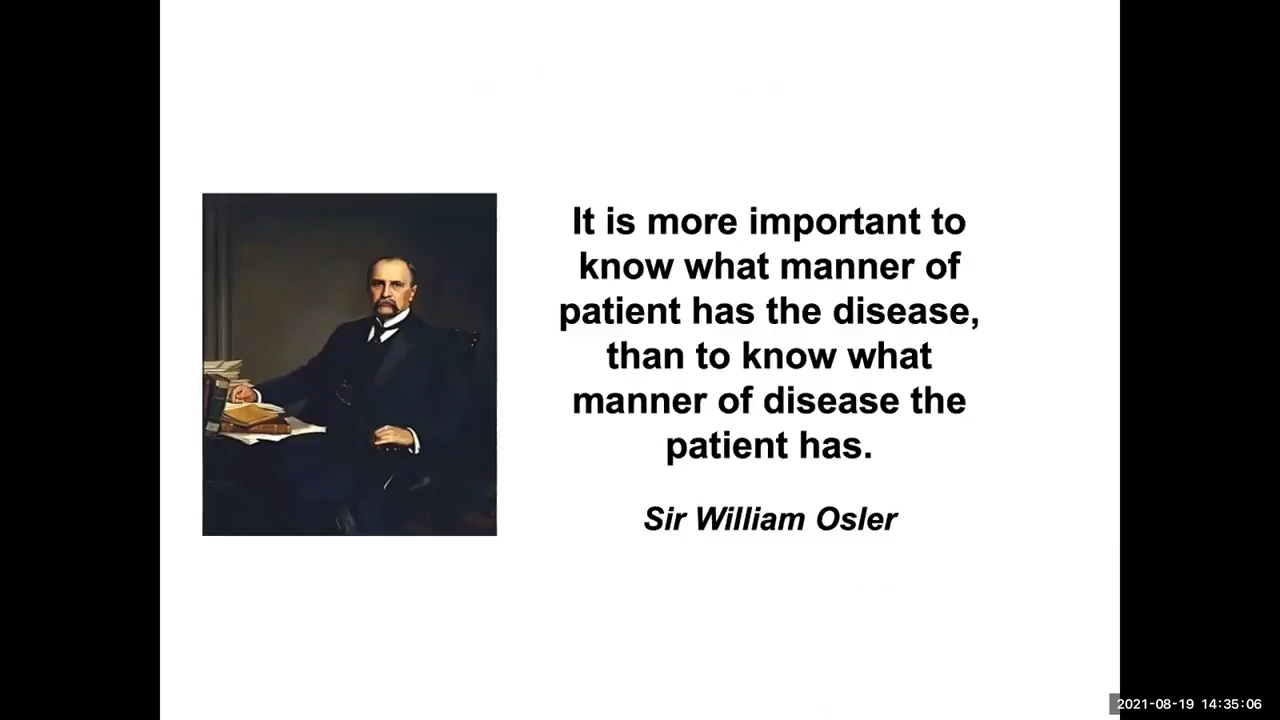 It is more important to
know what manner of
patient has the disease,
than to know what
manner of disease the
patient has.
Sir William Osler
2021-08-19 14:35:06